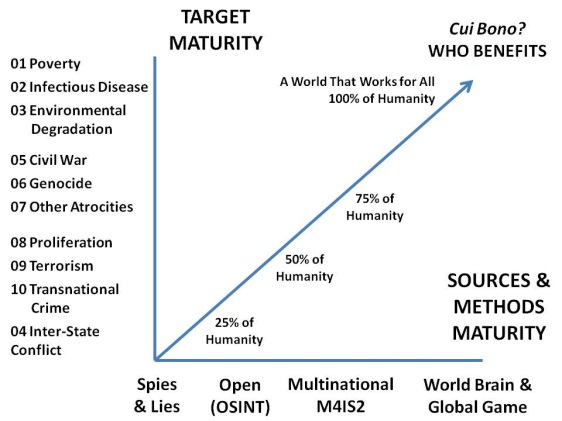 TARGET
MATURITY
Cui Bono?
WHO BENEFITS
01 Poverty
02 Infectious Disease
03 Environmental
Degradation
05 Civil War
06 Genocide
07 Other Atrocities
08 Proliferation
09 Terrorism
10 Transnational
Crime
04 Inter-State
Conflict
A World That Works for All
100% of Humanity
75% of
Humanity
50% of
Humanity
25% of
Humanity
SOURCES &
METHODS
MATURITY
Spies
& Lies
Open
(OSINT)
Multinational
M4IS2
World Brain &
Global Game